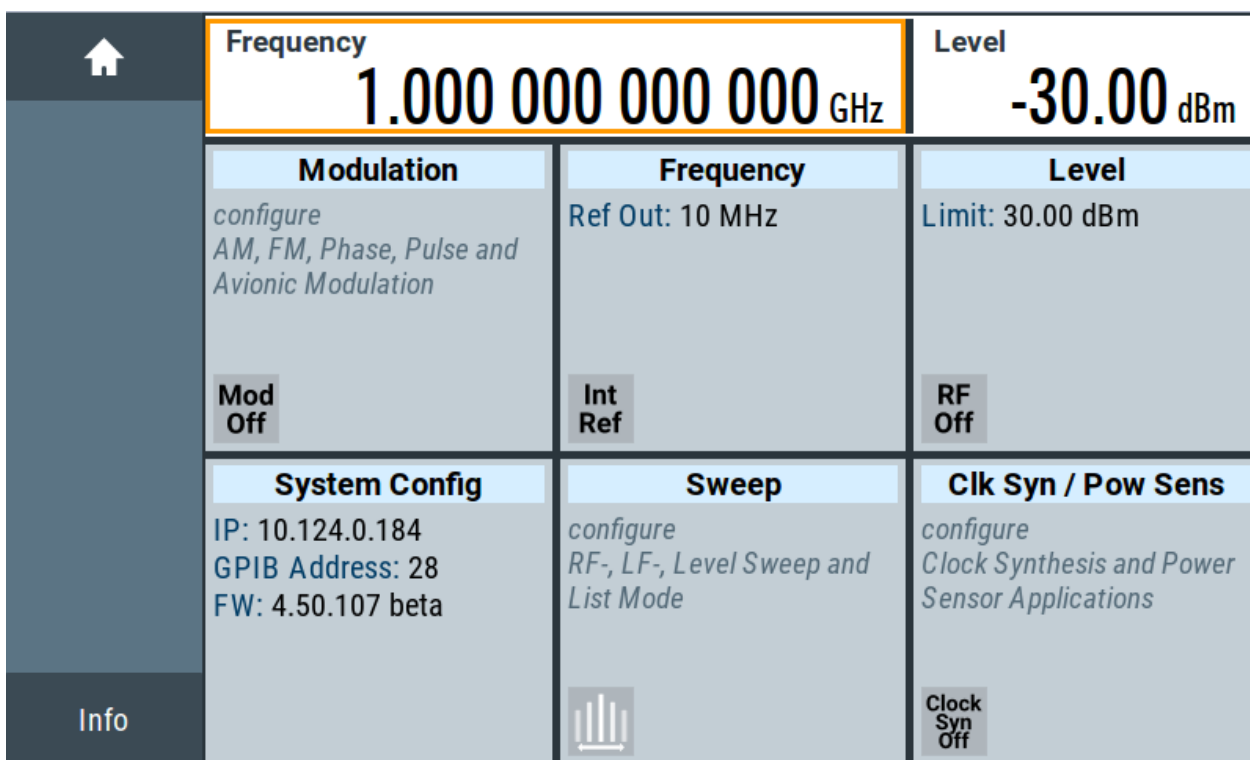 Frequency
1.000 000 000 000 GHz
Level
-30.00 dBm
Modulation
configure
AM, FM, Phase, Pulse and
Avionic Modulation
Mod
Off
Frequency
Ref Out: 10 MHz
Int
Ref
Level
Limit: 30.00 dBm
RF
Off
System Config
IP: 10.124.0.184
GPIB Address: 28
FW: 4.50.107 beta
Sweep
configure
RF-, LF-, Level Sweep and
List Mode
Clk Syn / Pow Sens
configure
Clock Synthesis and Power
Sensor Applications
Clock
Syn
Off
Info